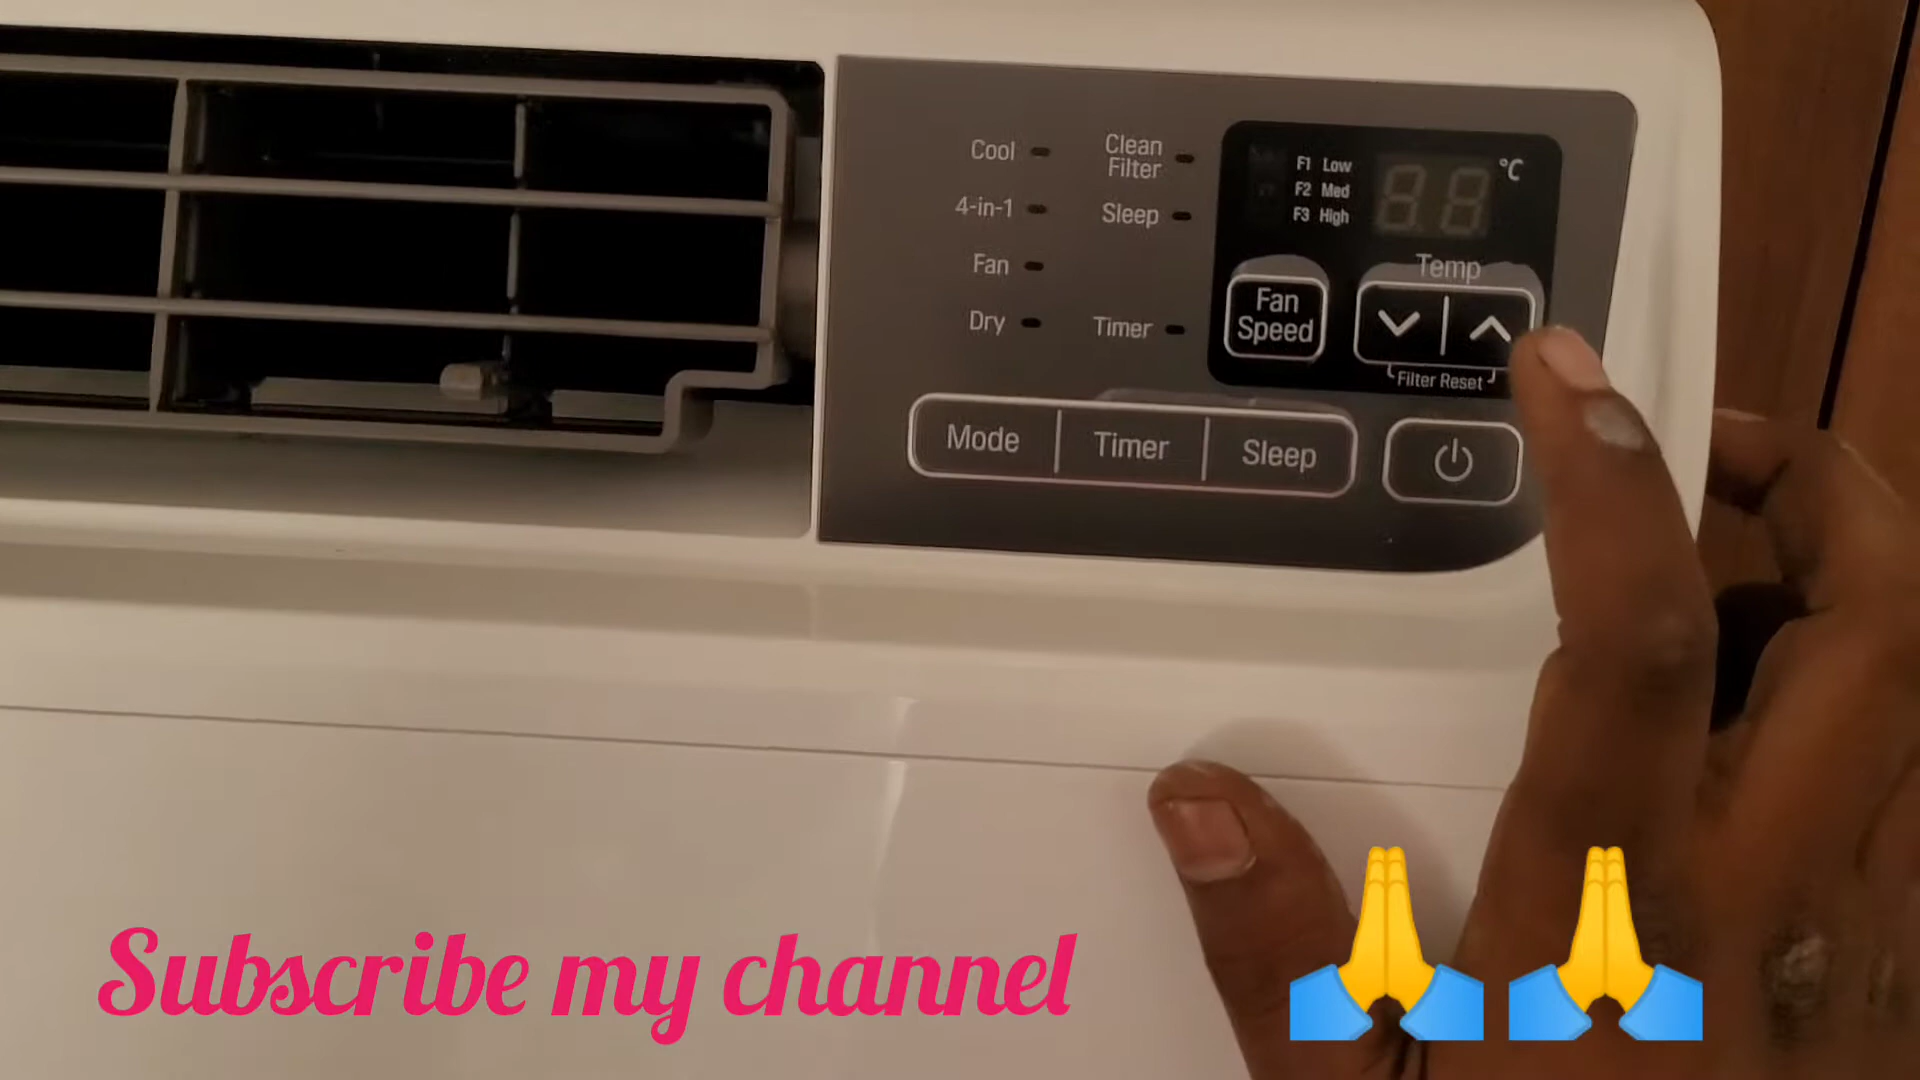 Cool
Clean
Filter
4-in-1
Sleep
Fan
Dry
Timer
F1 Low
F2 Med
F3 High
°C
Temp
Fan
Speed
Filter Reset
Mode
Timer
Sleep
Subscribe my channel